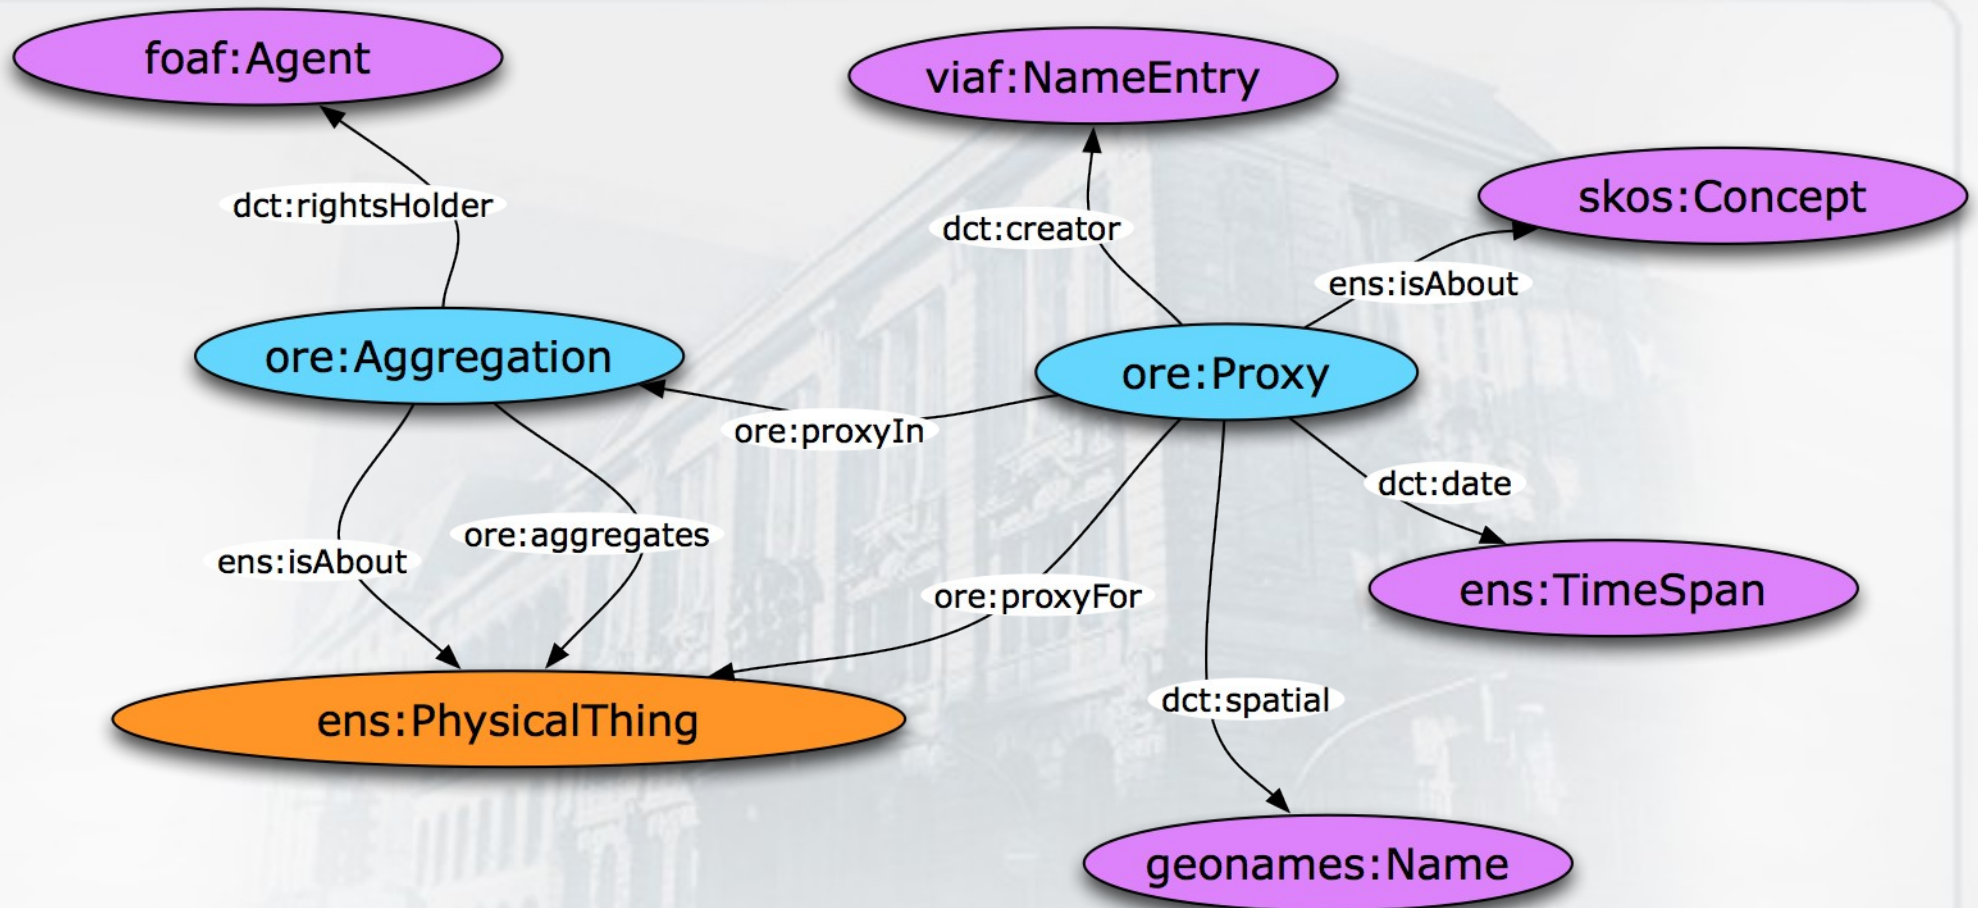 foaf:Agent
viaf:NameEntry
skos:Concept
dct:rightsHolder
dct:creator
ens:isAbout
ore:Aggregation
ore:Proxy
ore:proxyIn
dct:date
ore:aggregates
ens:isAbout
ore:proxyFor
ens:TimeSpan
dct:spatial
ens:PhysicalThing
geonames:Name